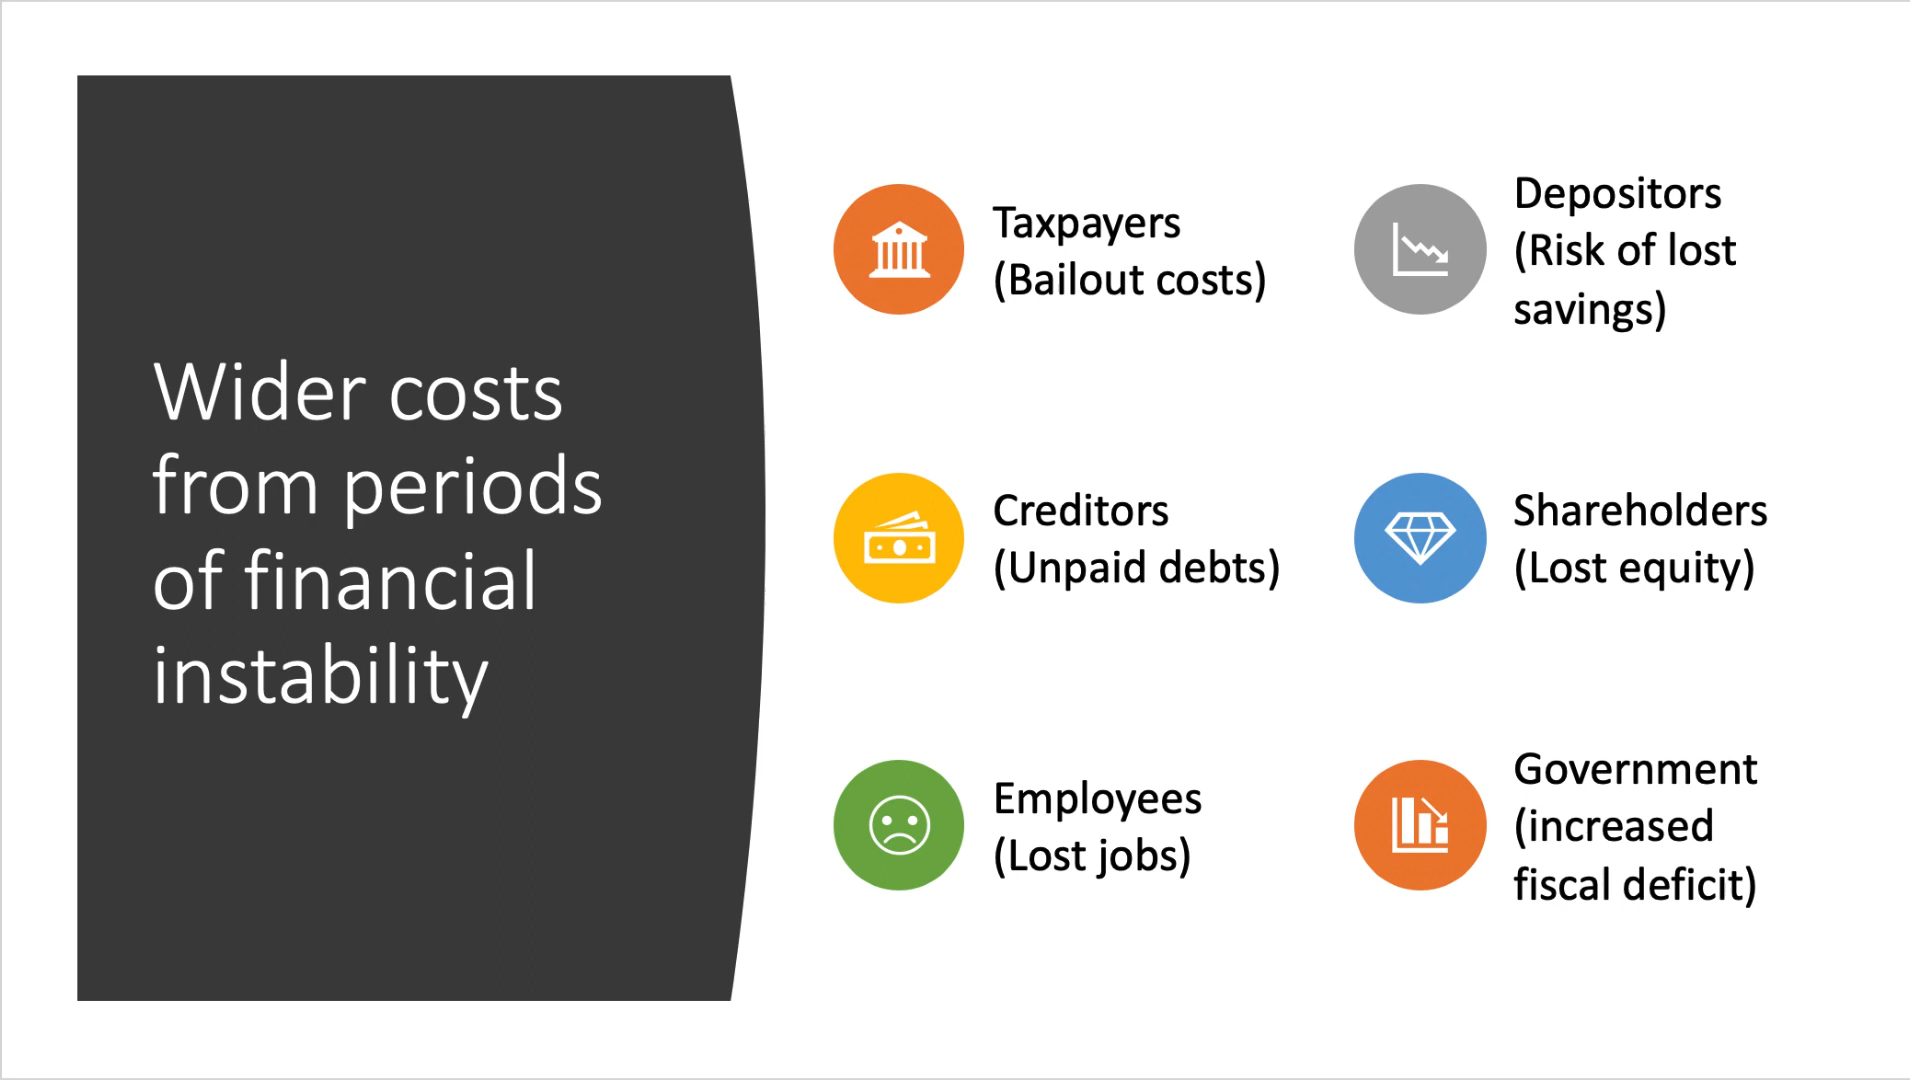 Wider costs
from periods
of financial
instability
Taxpayers
(Bailout costs)
Depositors
(Risk of lost
savings)
Creditors
(Unpaid debts)
Shareholders
(Lost equity)
Employees
(Lost jobs)
Government
(increased
fiscal deficit)